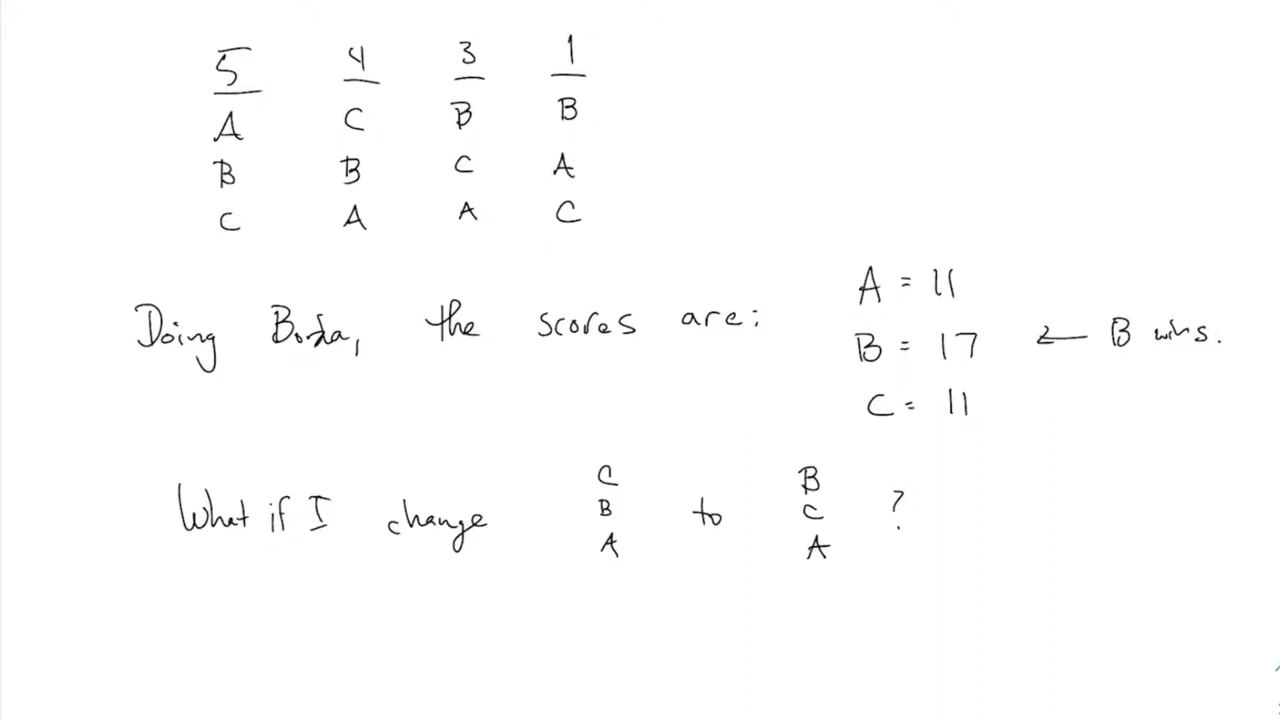 5 4 3 1
A C B B
B B C A
C A A C
A = 11
Doing Borda, the scores are:
B = 17 ← B wins.
C = 11
What if I change C B A to B C A ?